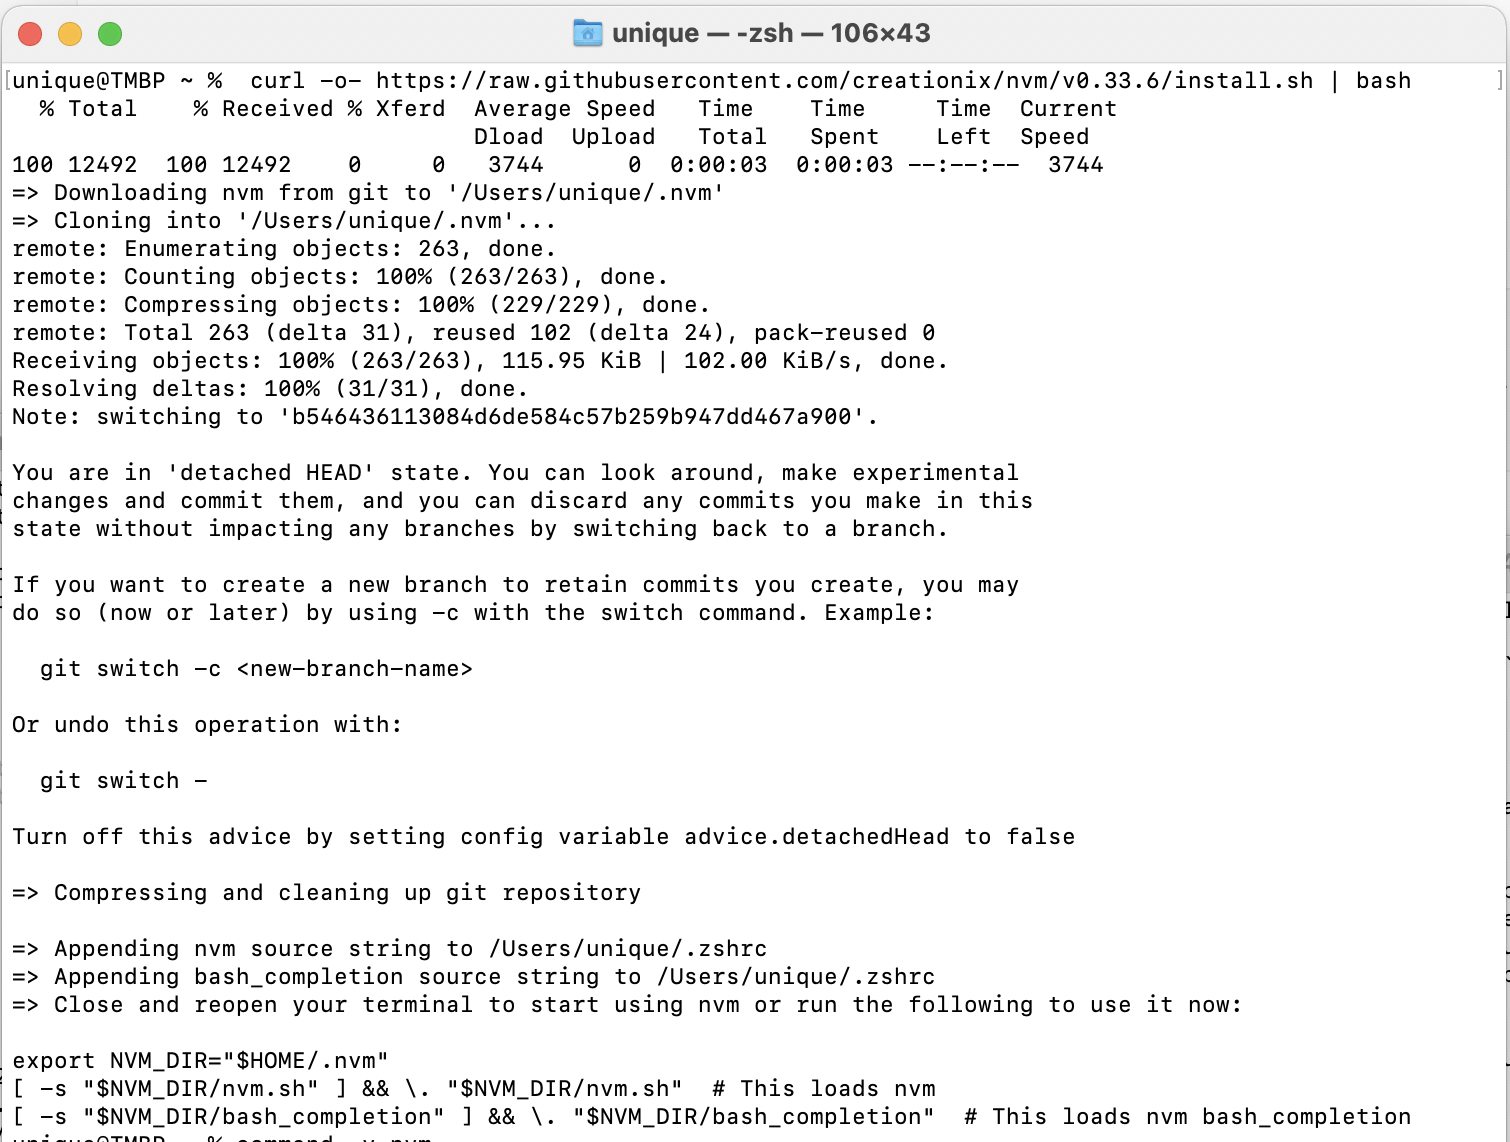 unique — -zsh — 106×43
[unique@TMBP ~ %  curl -o- https://raw.githubusercontent.com/creationix/nvm/v0.33.6/install.sh | bash      ]
  % Total    % Received % Xferd  Average Speed   Time    Time     Time  Current
                                 Dload  Upload   Total   Spent    Left  Speed
100 12492  100 12492    0     0   3744      0  0:00:03  0:00:03 --:--:--  3744
=> Downloading nvm from git to '/Users/unique/.nvm'
=> Cloning into '/Users/unique/.nvm'...
remote: Enumerating objects: 263, done.
remote: Counting objects: 100% (263/263), done.
remote: Compressing objects: 100% (229/229), done.
remote: Total 263 (delta 31), reused 102 (delta 24), pack-reused 0
Receiving objects: 100% (263/263), 115.95 KiB | 102.00 KiB/s, done.
Resolving deltas: 100% (31/31), done.
Note: switching to 'b546436113084d6de584c57b259b947dd467a900'.

You are in 'detached HEAD' state. You can look around, make experimental
changes and commit them, and you can discard any commits you make in this
state without impacting any branches by switching back to a branch.

If you want to create a new branch to retain commits you create, you may
do so (now or later) by using -c with the switch command. Example:

  git switch -c <new-branch-name>

Or undo this operation with:

  git switch -

Turn off this advice by setting config variable advice.detachedHead to false

=> Compressing and cleaning up git repository

=> Appending nvm source string to /Users/unique/.zshrc
=> Appending bash_completion source string to /Users/unique/.zshrc
=> Close and reopen your terminal to start using nvm or run the following to use it now:

export NVM_DIR="$HOME/.nvm"
[ -s "$NVM_DIR/nvm.sh" ] && \. "$NVM_DIR/nvm.sh"  # This loads nvm
[ -s "$NVM_DIR/bash_completion" ] && \. "$NVM_DIR/bash_completion"  # This loads nvm bash_completion
unique@TMBP ~ % command -v nvm